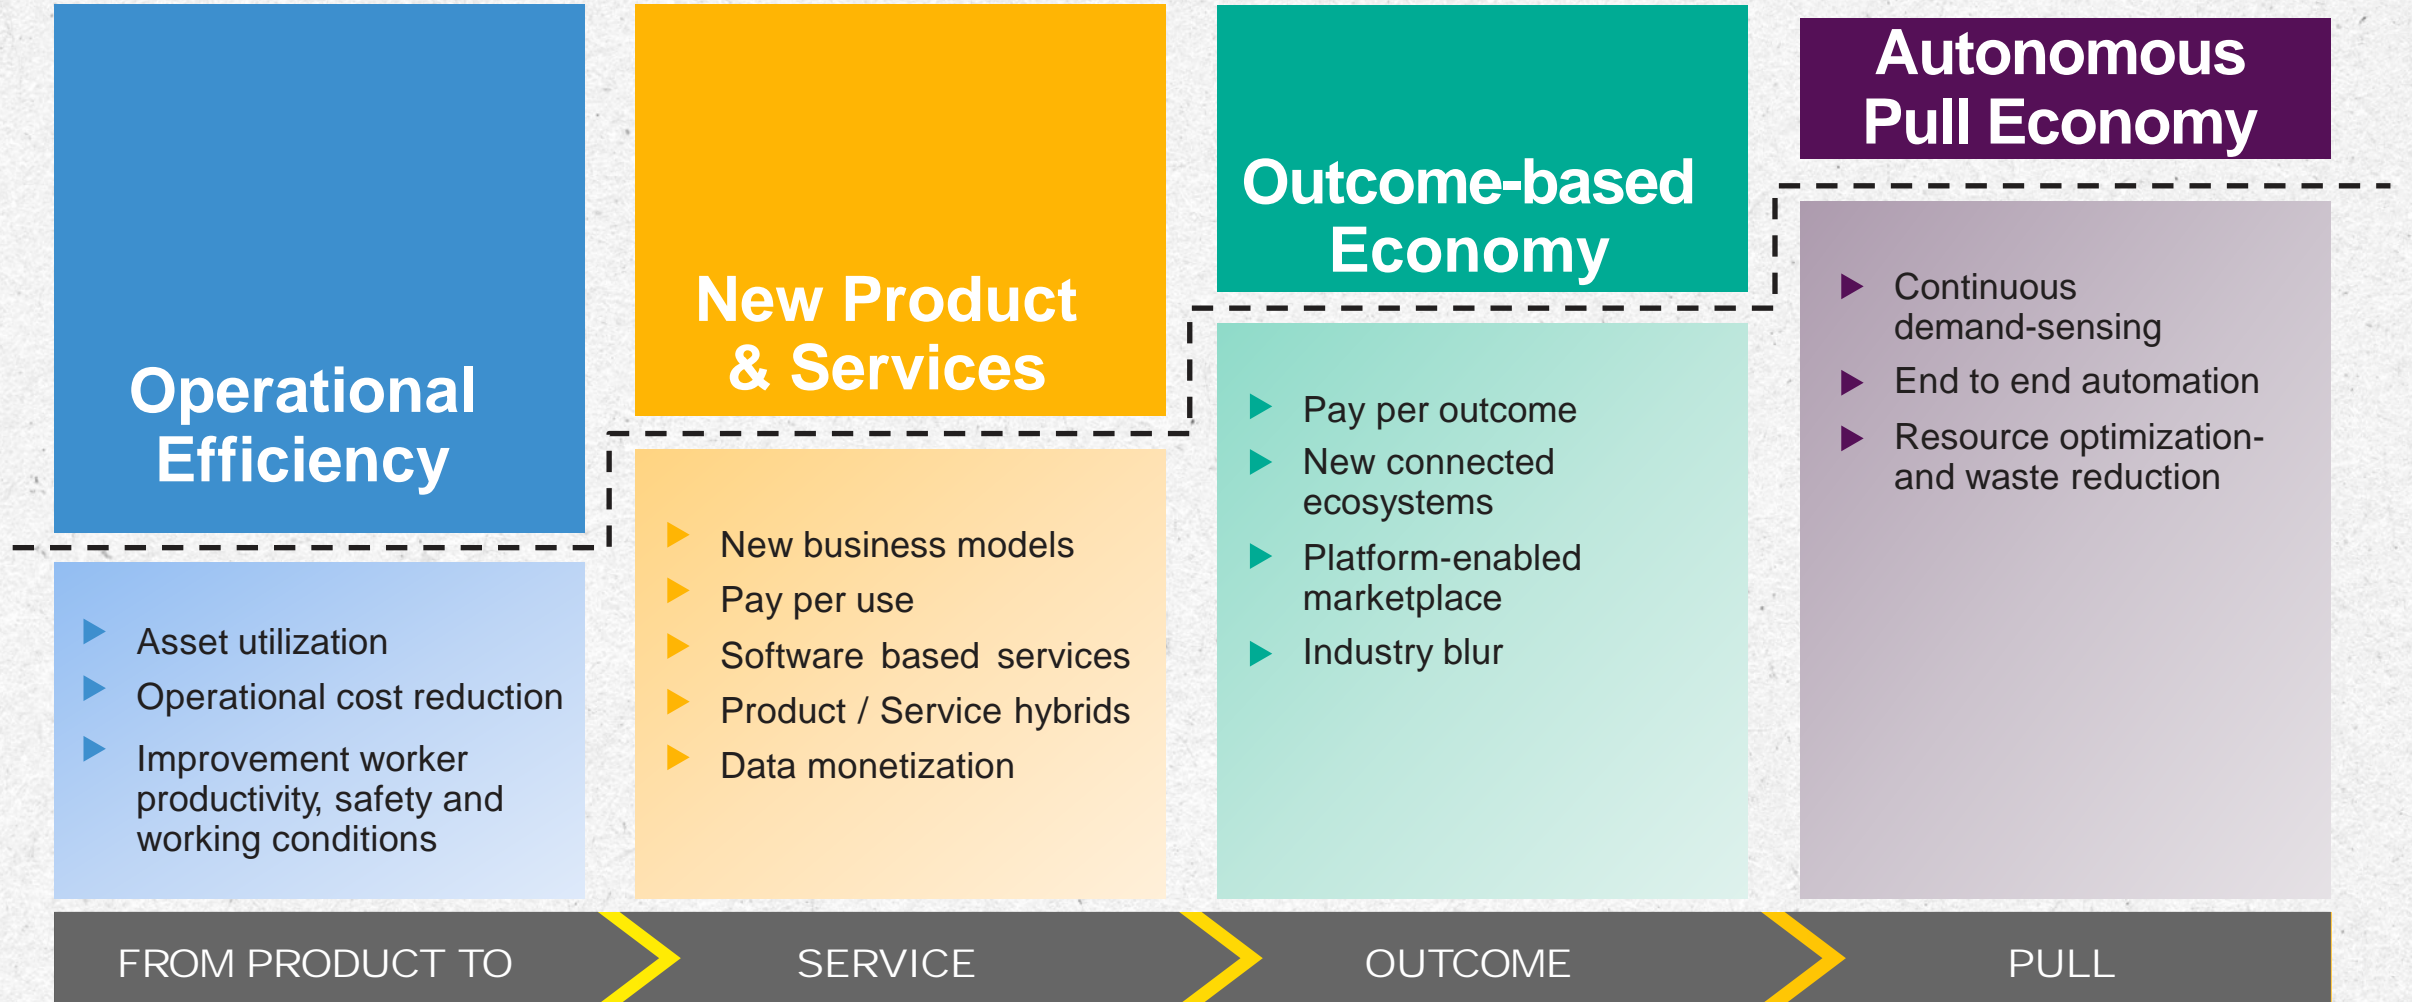 Operational
Efficiency
Asset utilization
Operational cost reduction
Improvement worker
productivity, safety and
working conditions
New Product
& Services
New business models
Pay per use
Software based services
Product / Service hybrids
Data monetization
Outcome-based
Economy
Pay per outcome
New connected
ecosystems
Platform-enabled
marketplace
Industry blur
Autonomous
Pull Economy
Continuous
demand-sensing
End to end automation
Resource optimization-
and waste reduction
FROM PRODUCT TO
SERVICE
OUTCOME
PULL